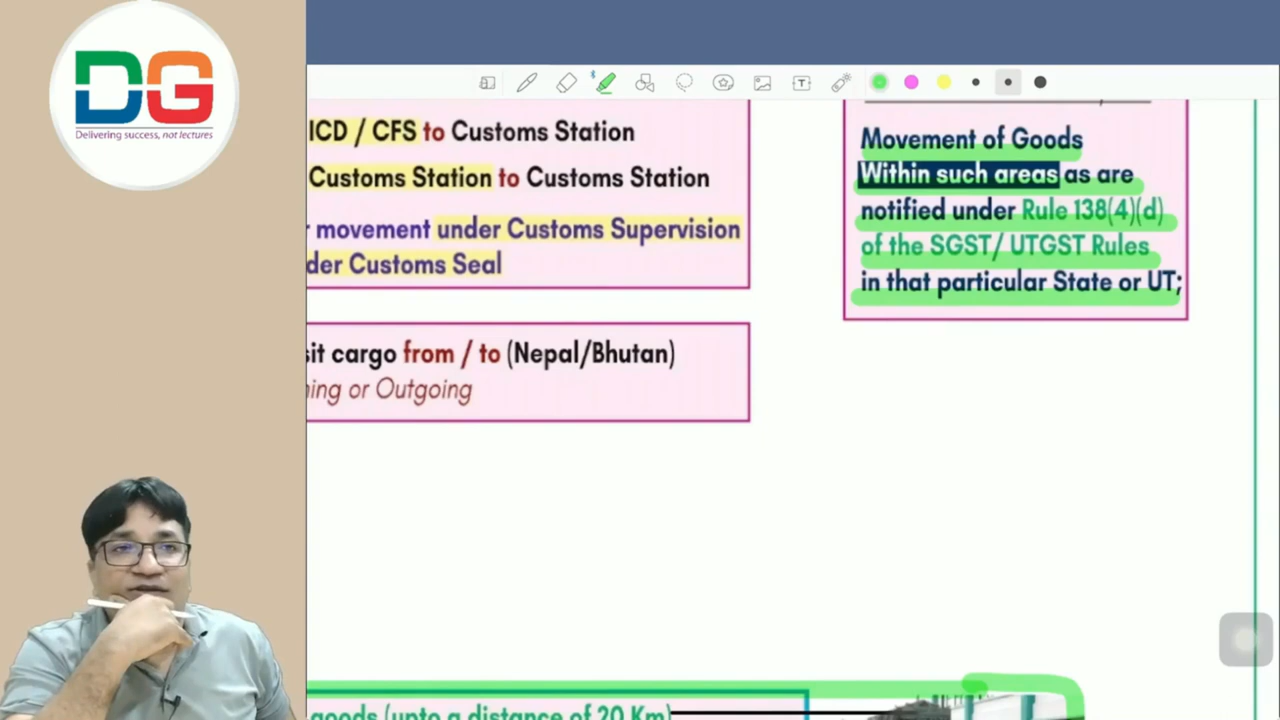 DG
Delivering success, not lectures
ICD / CFS to Customs Station
Customs Station to Customs Station
movement under Customs Supervision
Customs Seal
cargo from / to (Nepal/Bhutan)
or Outgoing
Movement of Goods
Within such areas as are
notified under Rule 138(4)(d)
of the SGST/ UTGST Rules
in that particular State or UT;
goods (upto a distance of 20 Km)